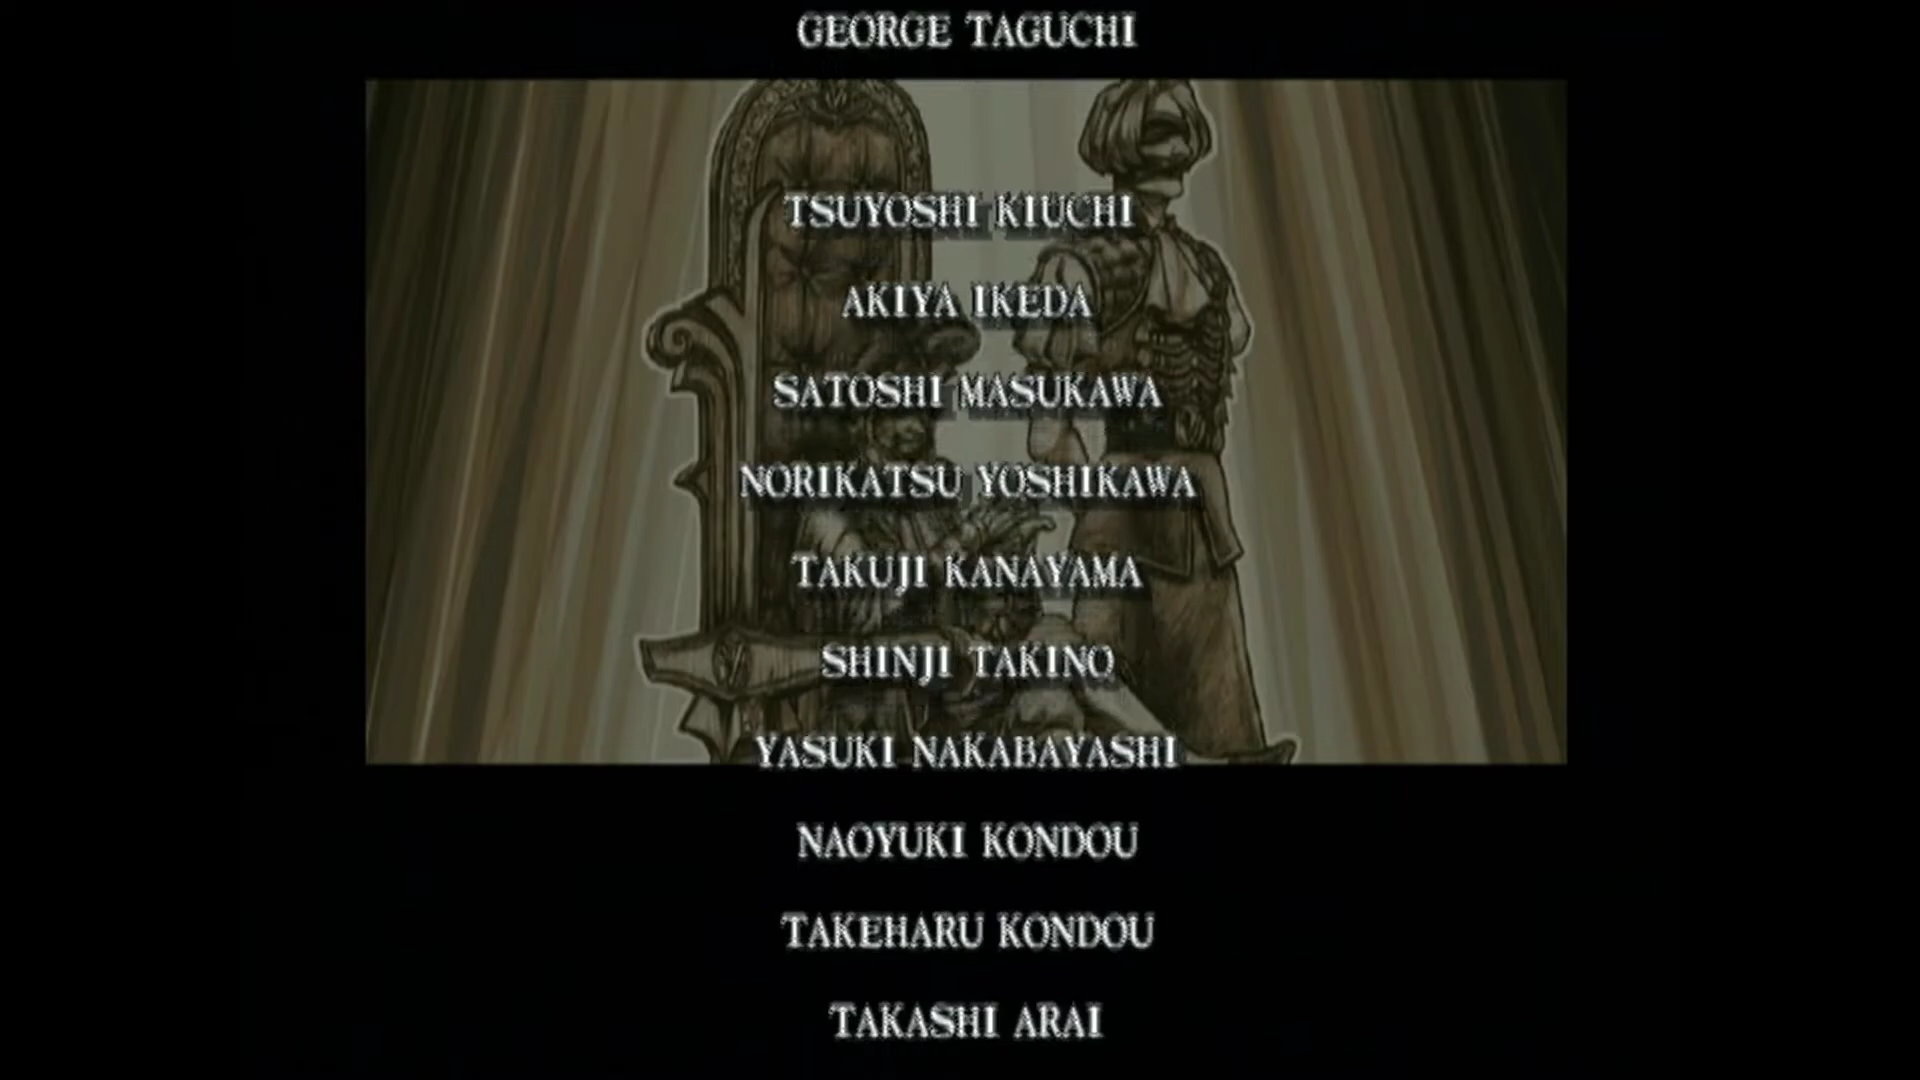 GEORGE TAGUCHI
TSUYOSHI KIUCHI
AKIYA IKEDA
SATOSHI MASUKAWA
NORIKATSU YOSHIKAWA
TAKUJI KANAYAMA
SHINJI TAKINO
YASUKI NAKABAYASHI
NAOYUKI KONDOU
TAKEHARU KONDOU
TAKASHI ARAI